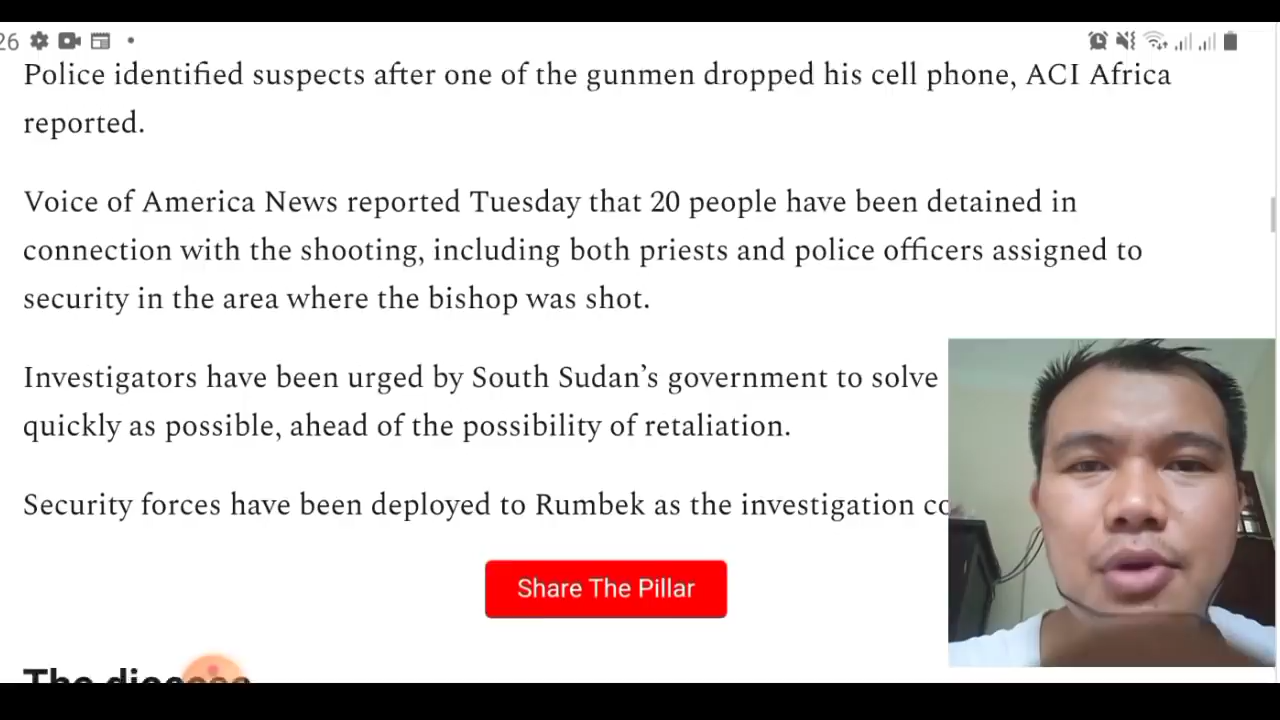 26
Police identified suspects after one of the gunmen dropped his cell phone, ACI Africa
reported.
Voice of America News reported Tuesday that 20 people have been detained in
connection with the shooting, including both priests and police officers assigned to
security in the area where the bishop was shot.
Investigators have been urged by South Sudan’s government to solve
quickly as possible, ahead of the possibility of retaliation.
Security forces have been deployed to Rumbek as the investigation co
Share The Pillar
The